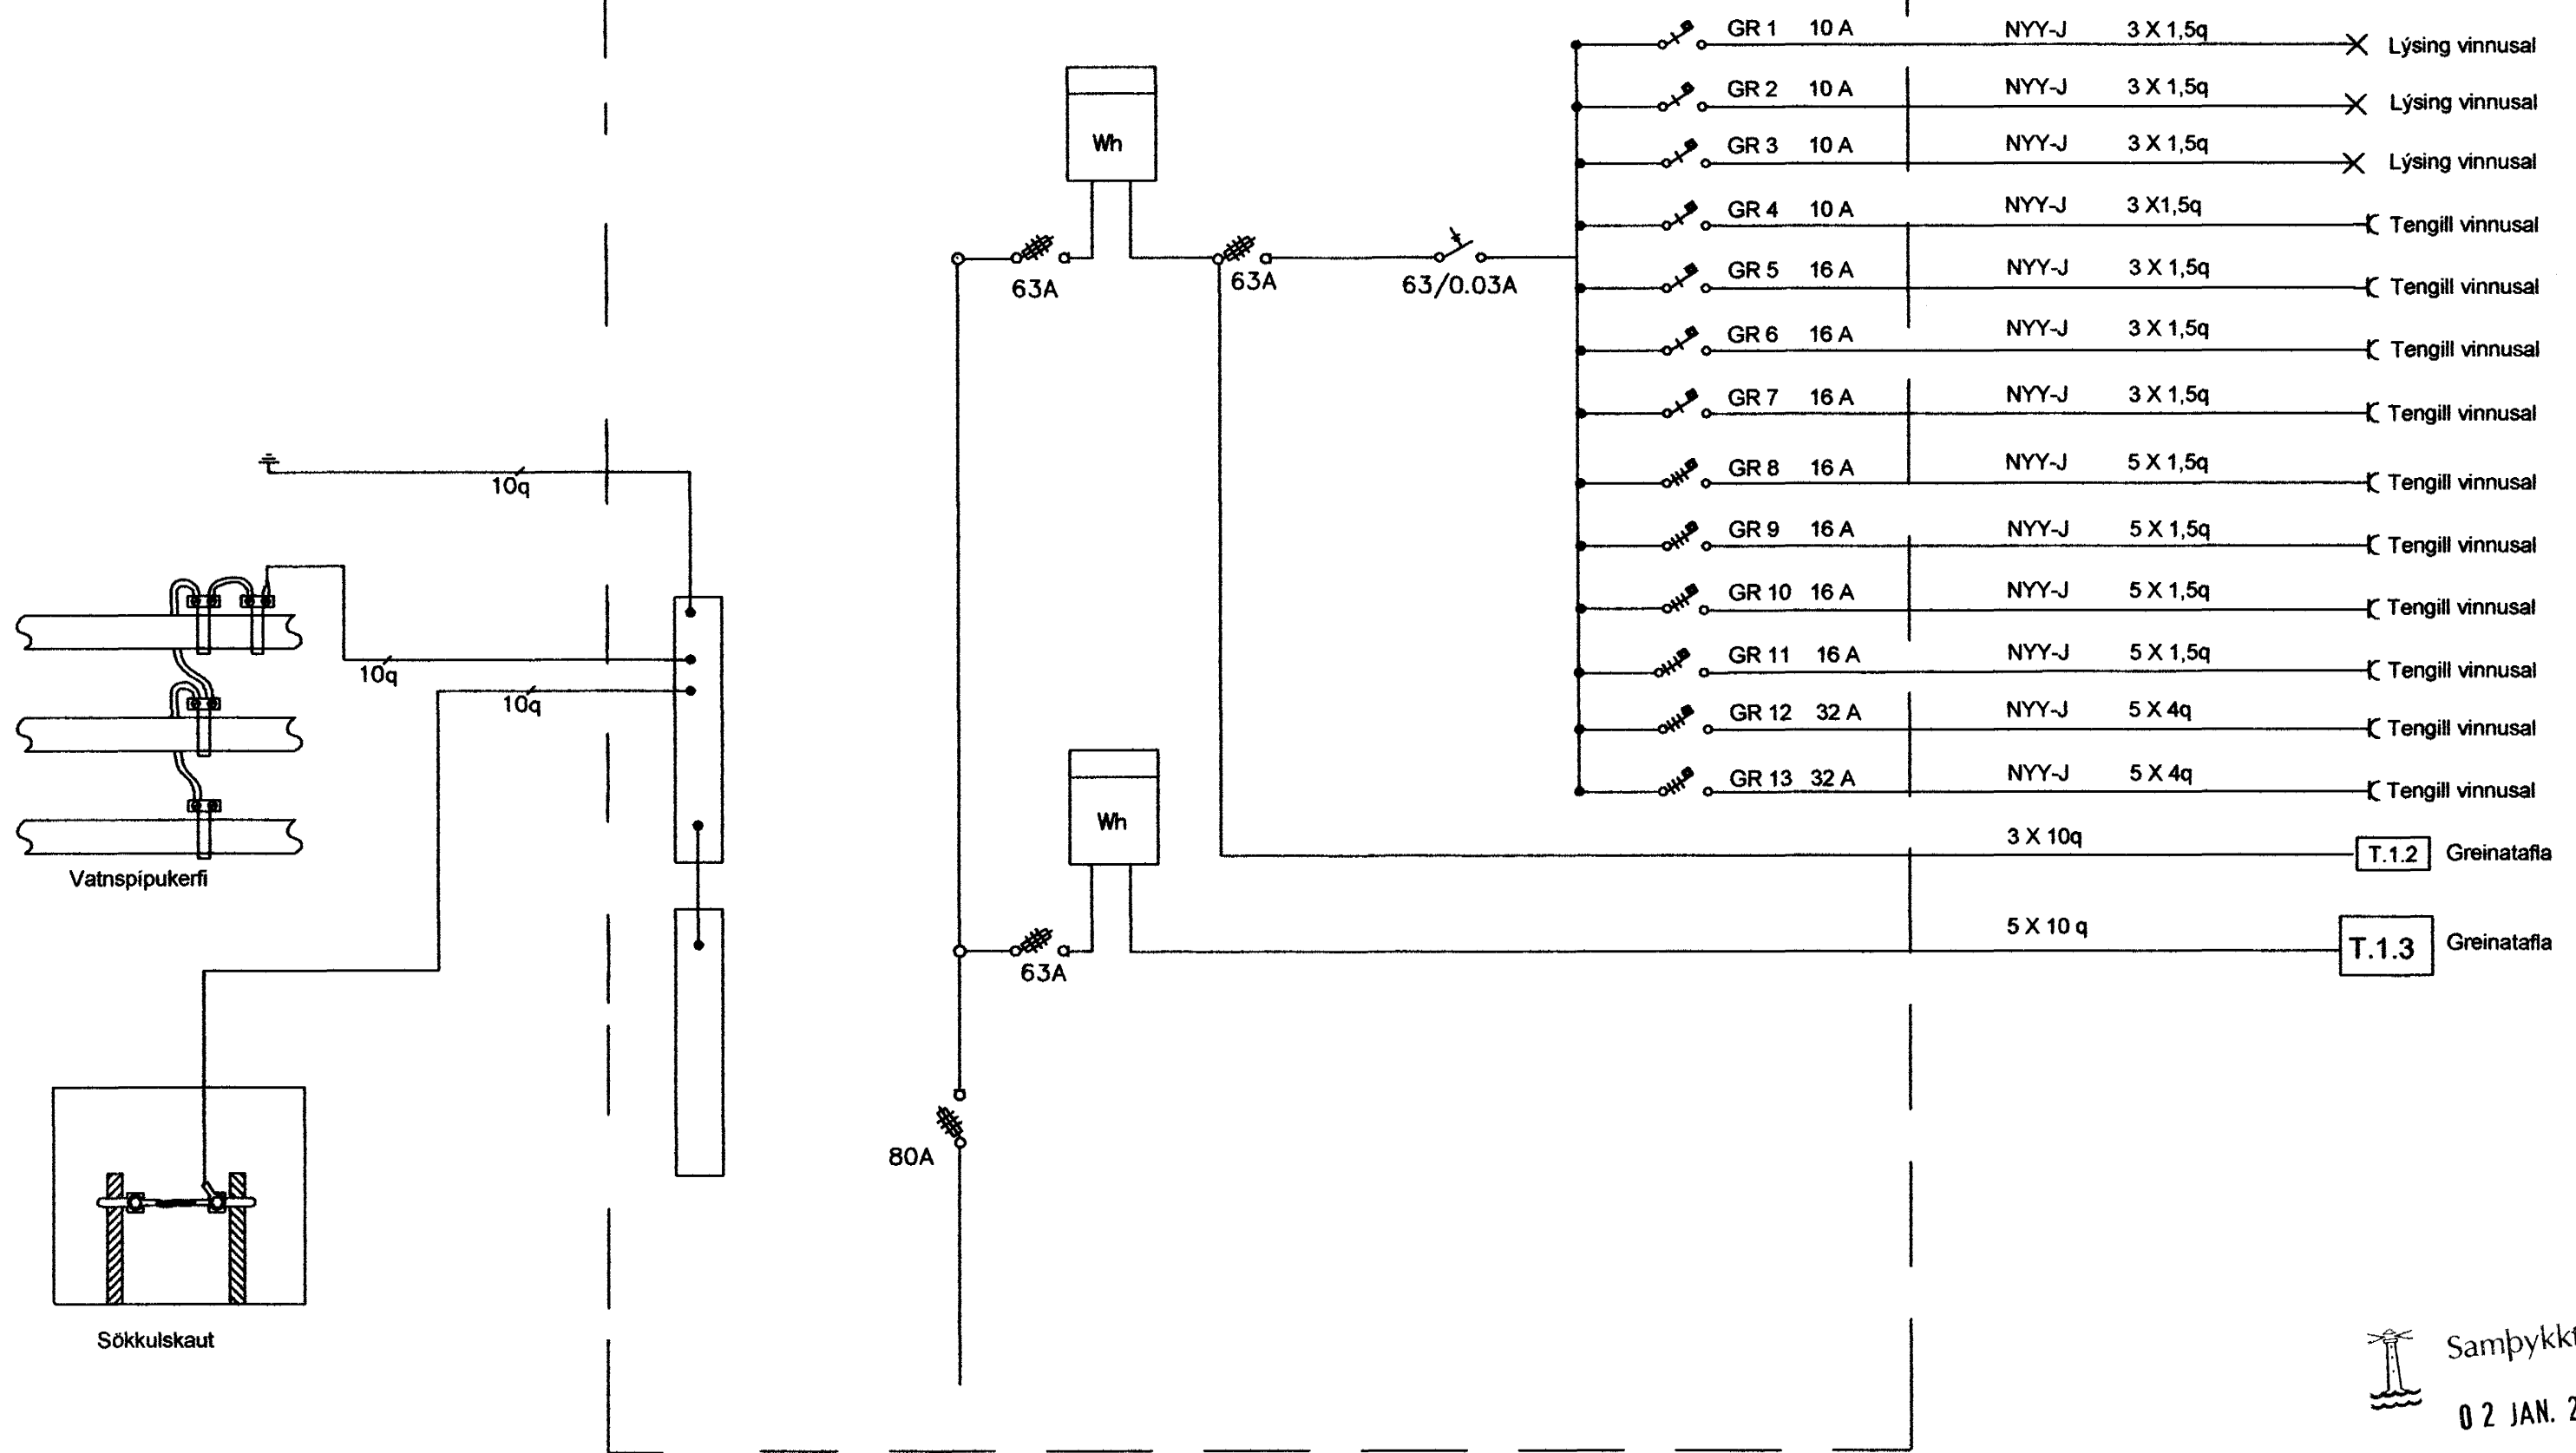 GR 1 10 A NYY-J 3 X 1,5q Lýsing vinnusal
GR 2 10 A NYY-J 3 X 1,5q Lýsing vinnusal
GR 3 10 A NYY-J 3 X 1,5q Lýsing vinnusal
GR 4 10 A NYY-J 3 X1,5q Tengill vinnusal
GR 5 16 A NYY-J 3 X 1,5q Tengill vinnusal
GR 6 16 A NYY-J 3 X 1,5q Tengill vinnusal
GR 7 16 A NYY-J 3 X 1,5q Tengill vinnusal
GR 8 16 A NYY-J 5 X 1,5q Tengill vinnusal
GR 9 16 A NYY-J 5 X 1,5q Tengill vinnusal
GR 10 16 A NYY-J 5 X 1,5q Tengill vinnusal
GR 11 16 A NYY-J 5 X 1,5q Tengill vinnusal
GR 12 32 A NYY-J 5 X 4q Tengill vinnusal
GR 13 32 A NYY-J 5 X 4q Tengill vinnusal
3 X 10q T.1.2 Greinatafla
5 X 10 q T.1.3 Greinatafla
Wh
63A
63A
63/0.03A
Wh
63A
80A
10q
10q
10q
Vatnspípukerfi
Sökkulskaut
Samþykkt
02 JAN. 2